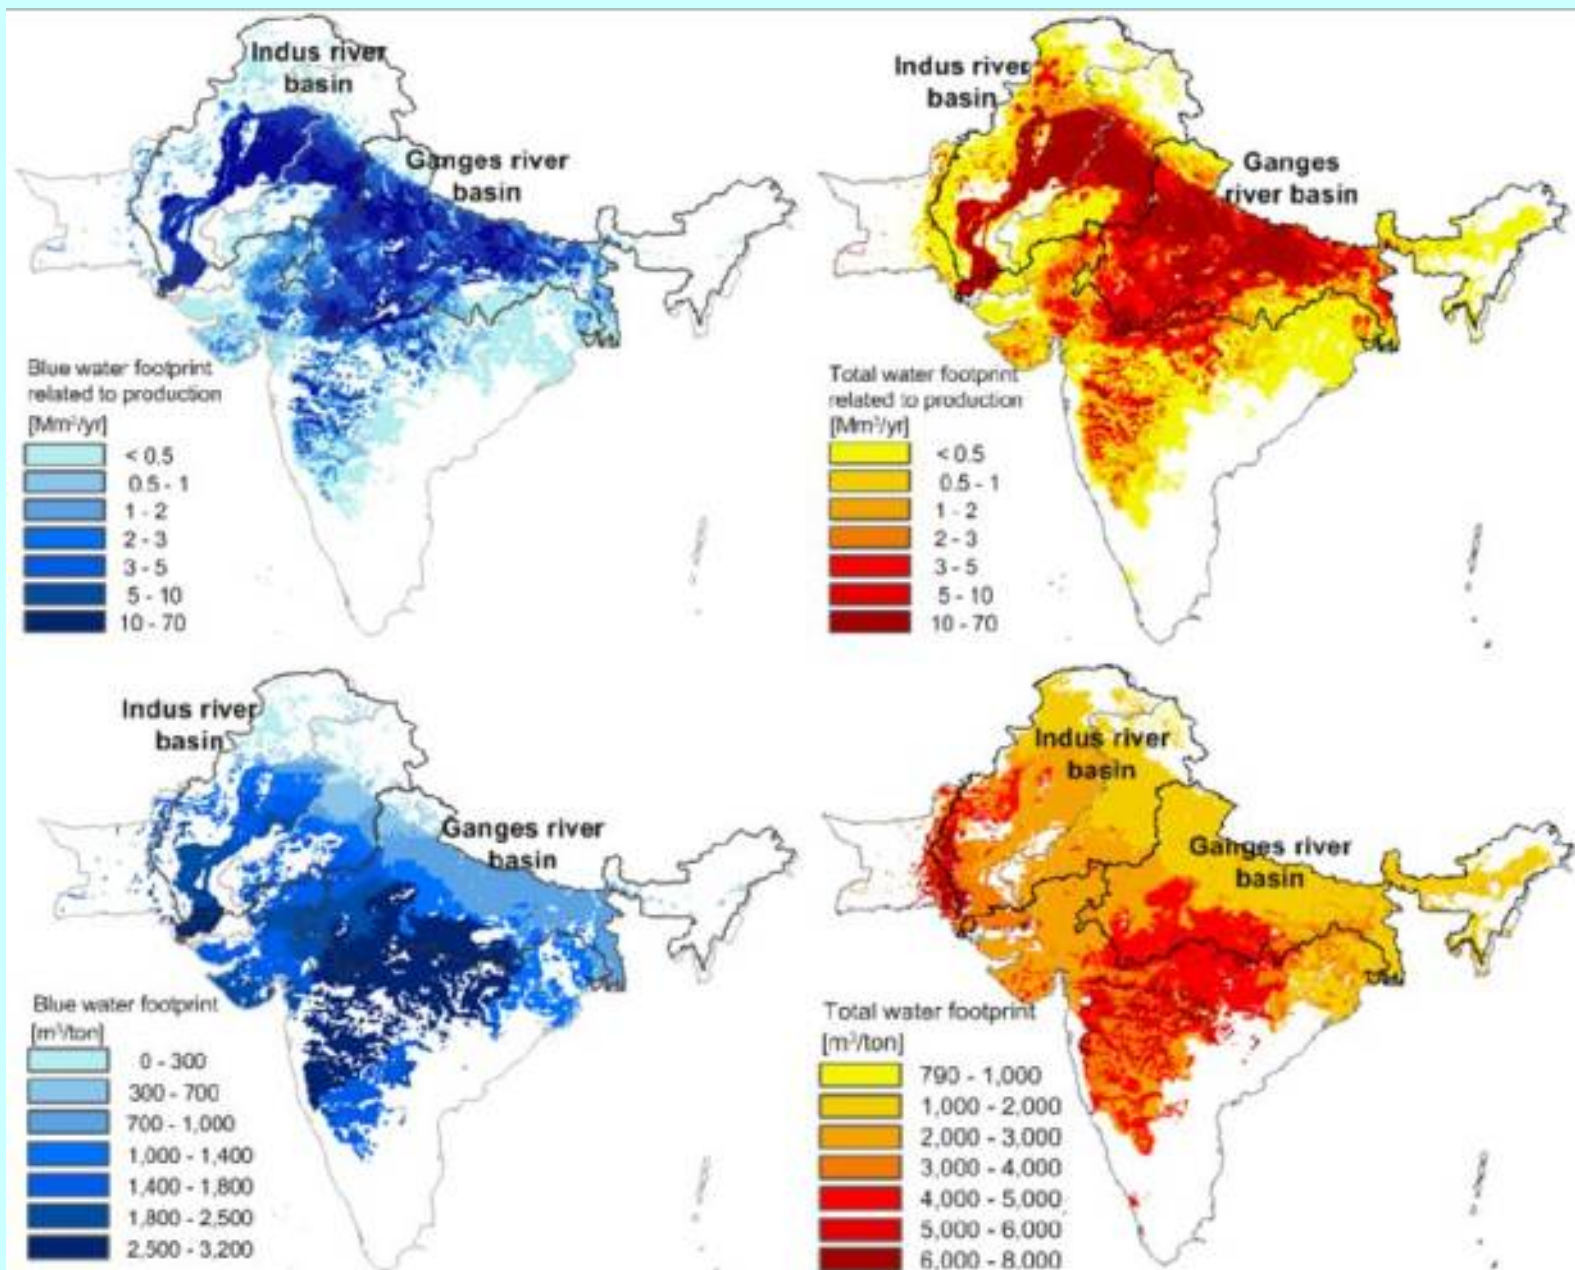 Indus river
basin
Ganges river
basin
Blue water footprint
related to production
[Mm³/yr]
< 0.5
0.5 - 1
1 - 2
2 - 3
3 - 5
5 - 10
10 - 70
Indus river
basin
Ganges
river basin
Total water footprint
related to production
[Mm³/yr]
< 0.5
0.5 - 1
1 - 2
2 - 3
3 - 5
5 - 10
10 - 70
Indus river
basin
Ganges river
basin
Blue water footprint
[m³/ton]
0 - 300
300 - 700
700 - 1,000
1,000 - 1,400
1,400 - 1,800
1,800 - 2,500
2,500 - 3,200
Indus river
basin
Ganges river
basin
Total water footprint
[m³/ton]
790 - 1,000
1,000 - 2,000
2,000 - 3,000
3,000 - 4,000
4,000 - 5,000
5,000 - 6,000
6,000 - 8,000